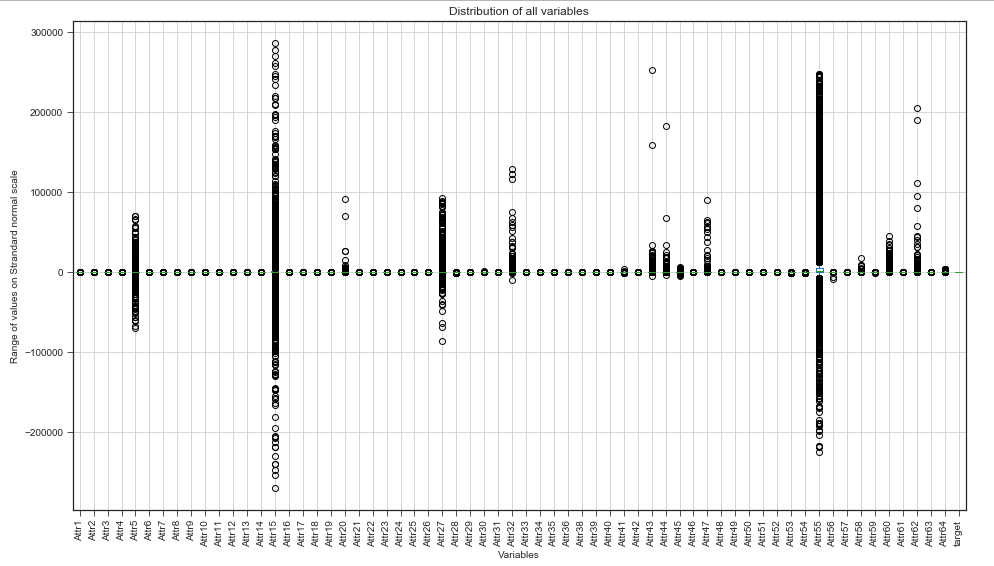 Distribution of all variables
Range of values on Strandard normal scale
300000
200000
100000
0
−100000
−200000
Attr1
Attr2
Attr3
Attr4
Attr5
Attr6
Attr7
Attr8
Attr9
Attr10
Attr11
Attr12
Attr13
Attr14
Attr15
Attr16
Attr17
Attr18
Attr19
Attr20
Attr21
Attr22
Attr23
Attr24
Attr25
Attr26
Attr27
Attr28
Attr29
Attr30
Attr31
Attr32
Attr33
Attr34
Attr35
Attr36
Attr38
Attr39
Attr40
Attr41
Attr42
Attr43
Attr44
Attr45
Attr46
Attr47
Attr48
Attr49
Attr50
Attr51
Attr52
Attr53
Attr54
Attr55
Attr56
Attr57
Attr58
Attr59
Attr60
Attr61
Attr62
Attr63
Attr64
target
Variables